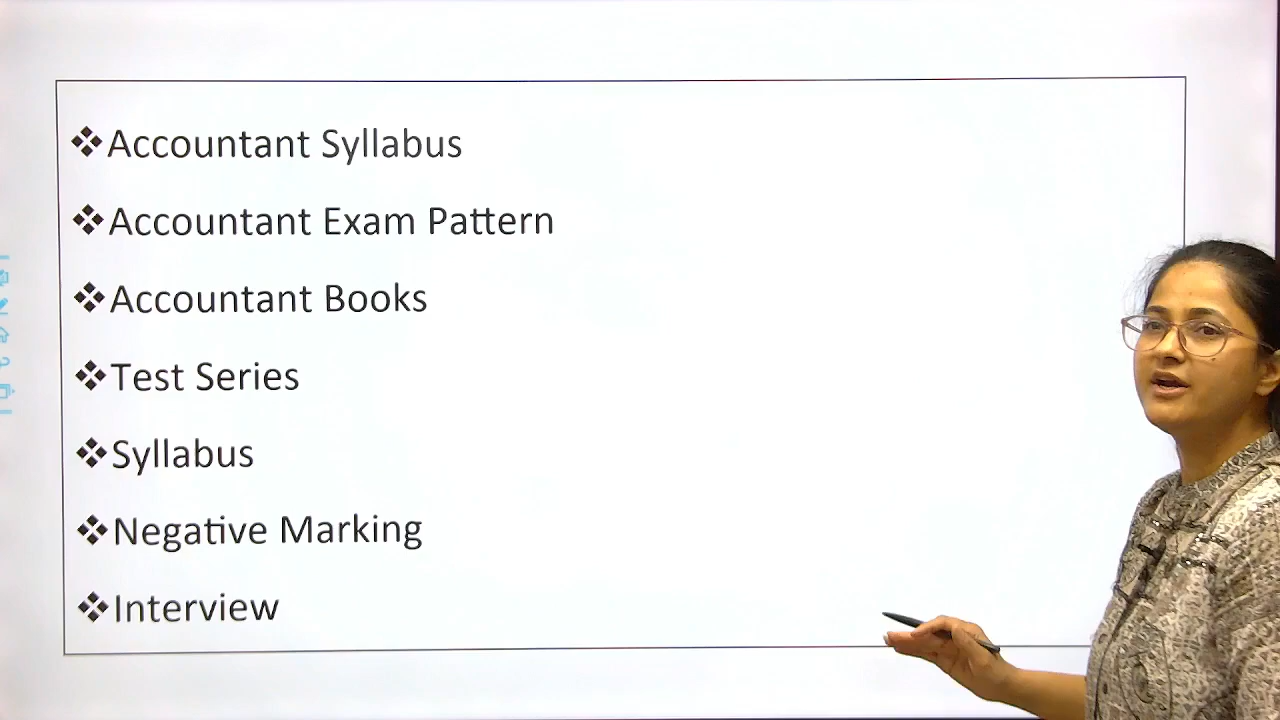 ❖Accountant Syllabus
❖Accountant Exam Pattern
❖Accountant Books
❖Test Series
❖Syllabus
❖Negative Marking
❖Interview